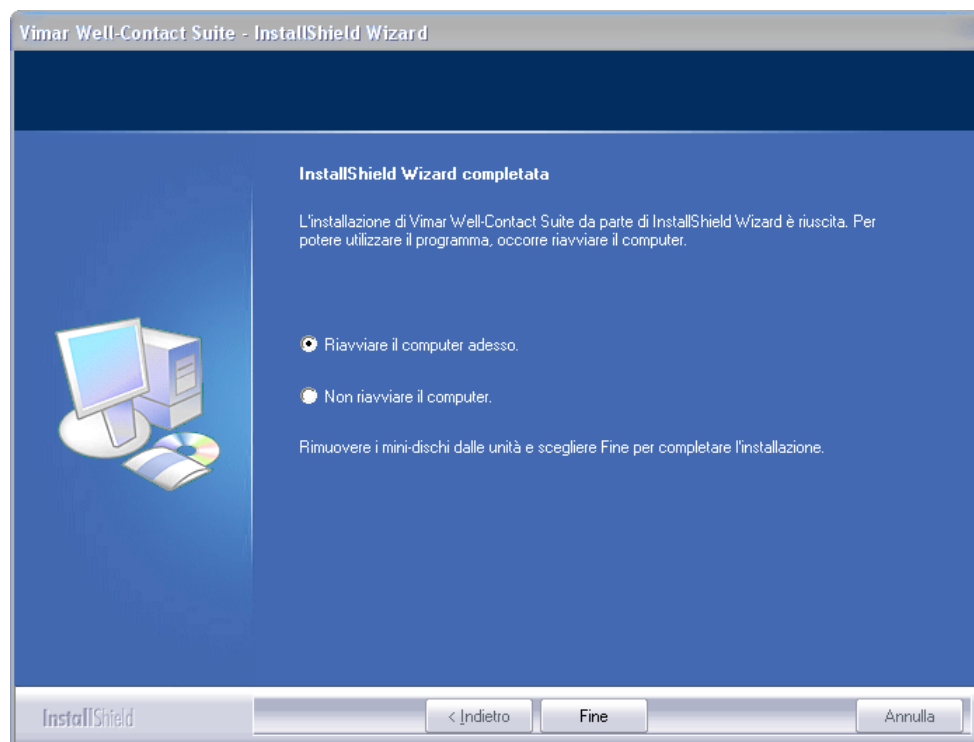 Vimar Well-Contact Suite - InstallShield Wizard
InstallShield Wizard completata
L'installazione di Vimar Well-Contact Suite da parte di InstallShield Wizard è riuscita. Per
potere utilizzare il programma, occorre riavviare il computer.
Riavviare il computer adesso.
Non riavviare il computer.
Rimuovere i mini-dischi dalle unità e scegliere Fine per completare l'installazione.
InstallShield
< Indietro
Fine
Annulla